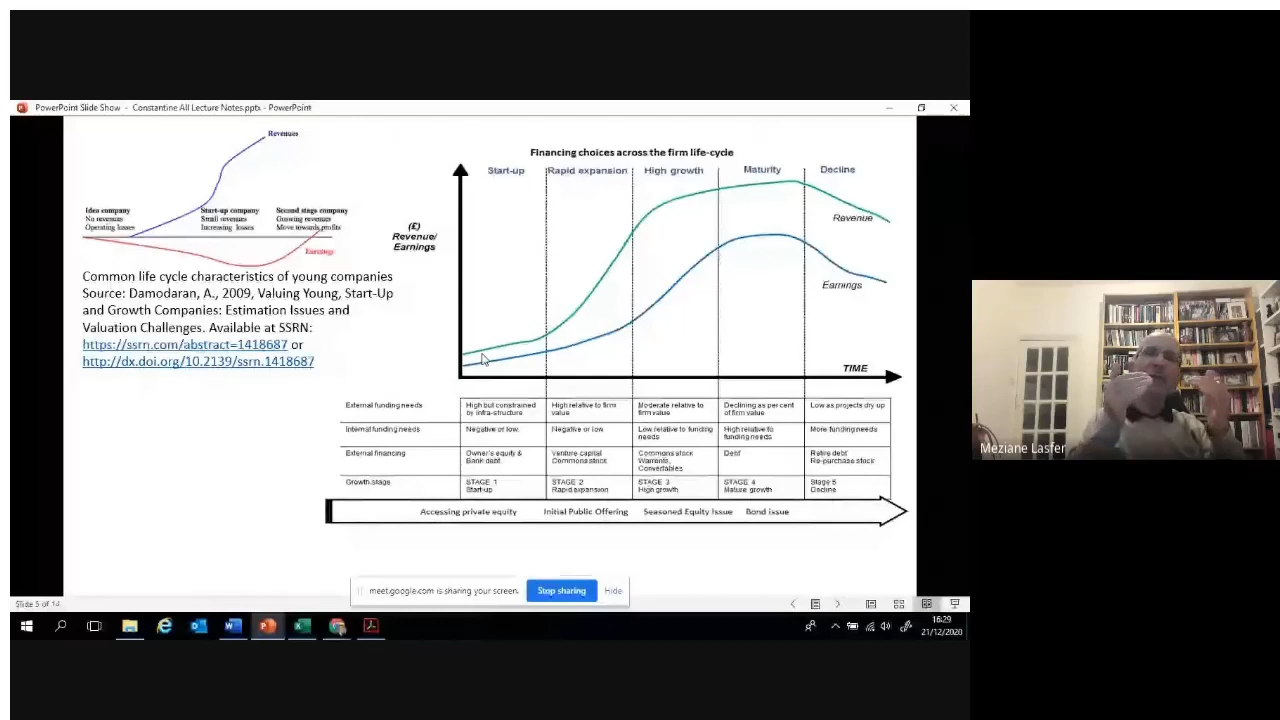 PowerPoint Slide Show - Constantine All Lecture Notes.pptx - PowerPoint
Revenues
Idea company
No revenues
Operating losses
Start-up company
Small revenues
Increasing losses
Second stage company
Growing revenues
Move towards profits
Earnings
Common life cycle characteristics of young companies
Source: Damodaran, A., 2009, Valuing Young, Start-Up
and Growth Companies: Estimation Issues and
Valuation Challenges. Available at SSRN:
https://ssrn.com/abstract=1418687 or
http://dx.doi.org/10.2139/ssrn.1418687
Financing choices across the firm life-cycle
Start-up Rapid expansion High growth Maturity Decline
(£)
Revenue/
Earnings
Revenue
Earnings
TIME
External funding needs
High but constrained
by infra-structure
High relative to firm
value
Moderate relative to
firm value
Declining as per cent
of firm value
Low as projects dry up
Internal funding needs
Negative or low.
Negative or low
Low relative to funding
needs
High relative to
funding needs
More funding needs
External financing
Owner's equity &
Bank debt
Venture capital
Common stock
Commons stock
Warrants,
Convertables
Debt
Retire debt
Re-purchase stock
Growth stage
STAGE 1
Start-up
STAGE 2
Rapid expansion
STAGE 3
High growth
STAGE 4
Mature growth
Stage 5
Decline
Accessing private equity Initial Public Offering Seasoned Equity Issue Bond issue
meet.google.com is sharing your screen.
Stop sharing
Hide
Slide 5 of 14
16:29
21/12/2020
Meziane Lasfer